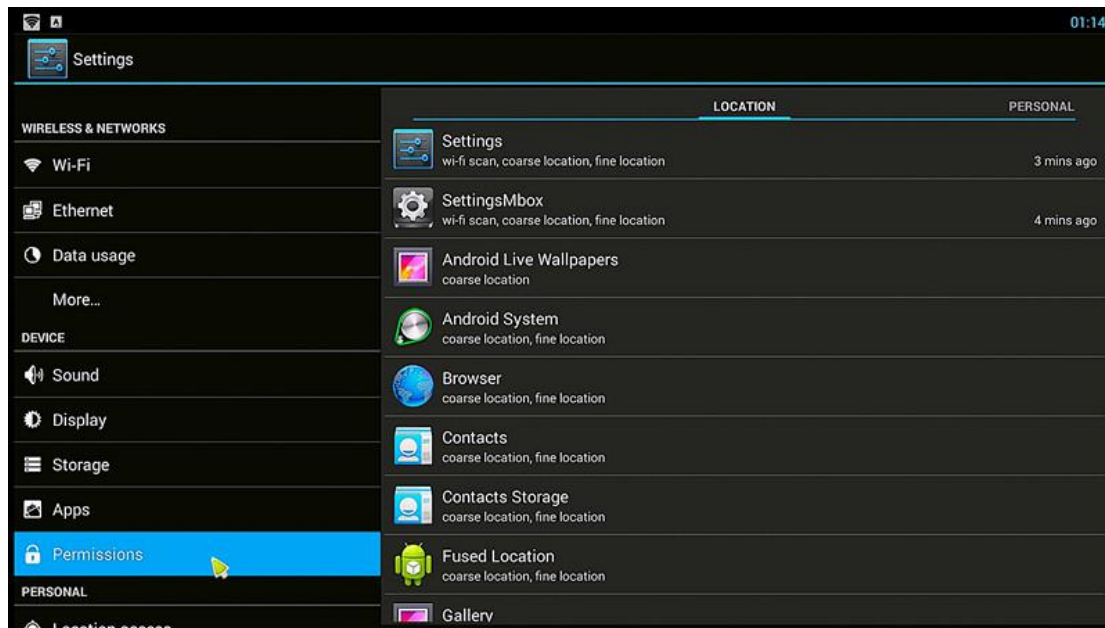 01:14
Settings
WIRELESS & NETWORKS
Wi-Fi
Ethernet
Data usage
More...
DEVICE
Sound
Display
Storage
Apps
Permissions
PERSONAL
Location access
LOCATION
PERSONAL
Settings
wi-fi scan, coarse location, fine location
3 mins ago
SettingsMbox
wi-fi scan, coarse location, fine location
4 mins ago
Android Live Wallpapers
coarse location
Android System
coarse location, fine location
Browser
coarse location, fine location
Contacts
coarse location, fine location
Contacts Storage
coarse location, fine location
Fused Location
coarse location, fine location
Gallery